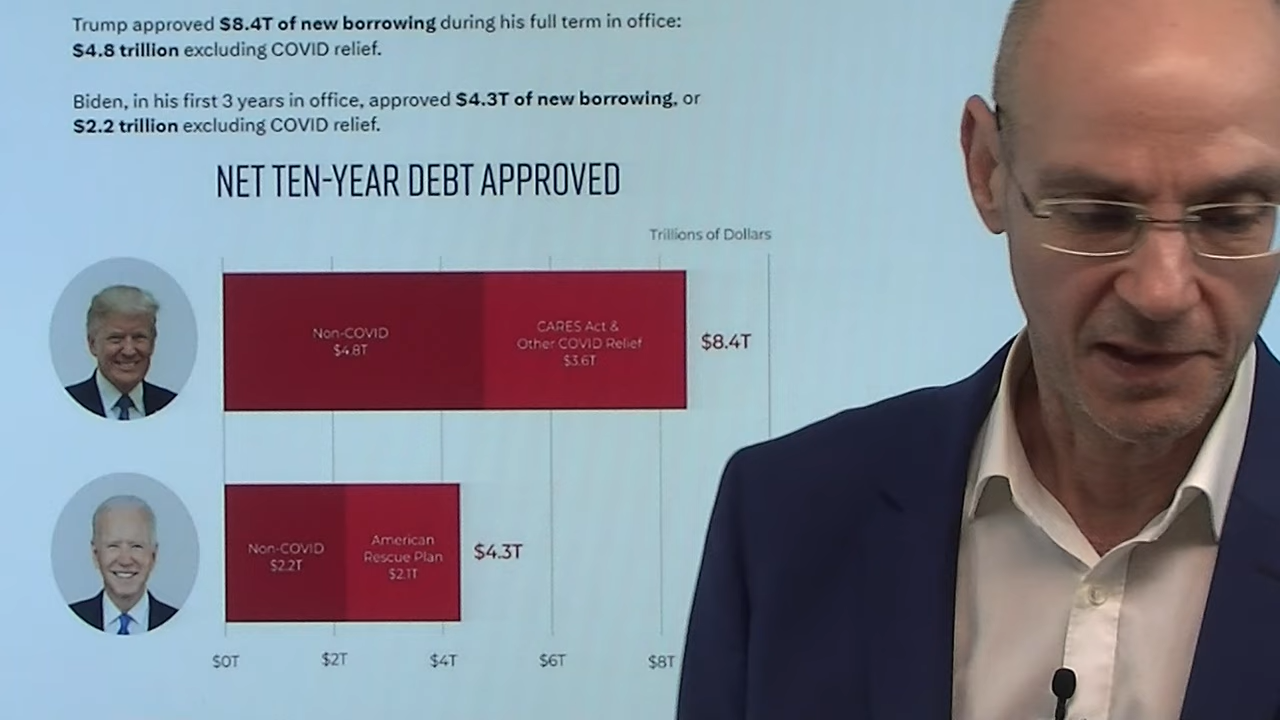 Trump approved $8.4T of new borrowing during his full term in office:
$4.8 trillion excluding COVID relief.
Biden, in his first 3 years in office, approved $4.3T of new borrowing, or
$2.2 trillion excluding COVID relief.
NET TEN-YEAR DEBT APPROVED
Trillions of Dollars
Non-COVID
$4.8T
CARES Act &
Other COVID Relief
$3.6T
$8.4T
Non-COVID
$2.2T
American
Rescue Plan
$2.1T
$4.3T
$0T $2T $4T $6T $8T